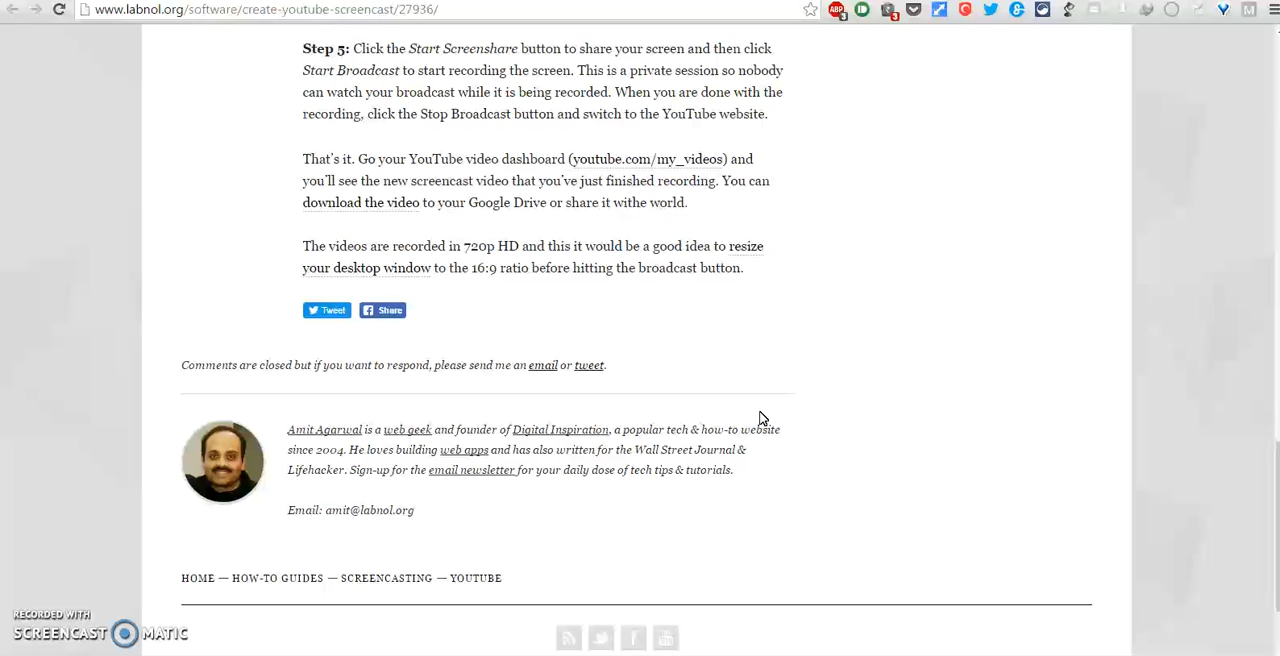 www.labnol.org/software/create-youtube-screencast/27936/
ABP
3
3
M
Step 5: Click the Start Screenshare button to share your screen and then click
Start Broadcast to start recording the screen. This is a private session so nobody
can watch your broadcast while it is being recorded. When you are done with the
recording, click the Stop Broadcast button and switch to the YouTube website.
That's it. Go your YouTube video dashboard (youtube.com/my_videos) and
you'll see the new screencast video that you've just finished recording. You can
download the video to your Google Drive or share it withe world.
The videos are recorded in 720p HD and this it would be a good idea to resize
your desktop window to the 16:9 ratio before hitting the broadcast button.
Tweet Share
Comments are closed but if you want to respond, please send me an email or tweet.
Amit Agarwal is a web geek and founder of Digital Inspiration, a popular tech & how-to website
since 2004. He loves building web apps and has also written for the Wall Street Journal &
Lifehacker. Sign-up for the email newsletter for your daily dose of tech tips & tutorials.
Email: amit@labnol.org
HOME — HOW-TO GUIDES — SCREENCASTING — YOUTUBE
RECORDED WITH
SCREENCAST MATIC